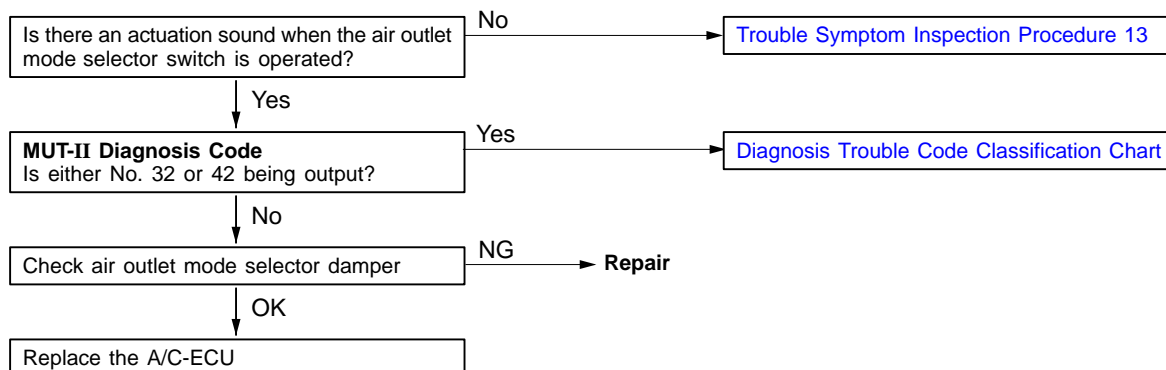 Is there an actuation sound when the air outlet
mode selector switch is operated?
No
Trouble Symptom Inspection Procedure 13
Yes
MUT-II Diagnosis Code
Is either No. 32 or 42 being output?
Yes
Diagnosis Trouble Code Classification Chart
No
Check air outlet mode selector damper
NG
Repair
OK
Replace the A/C-ECU